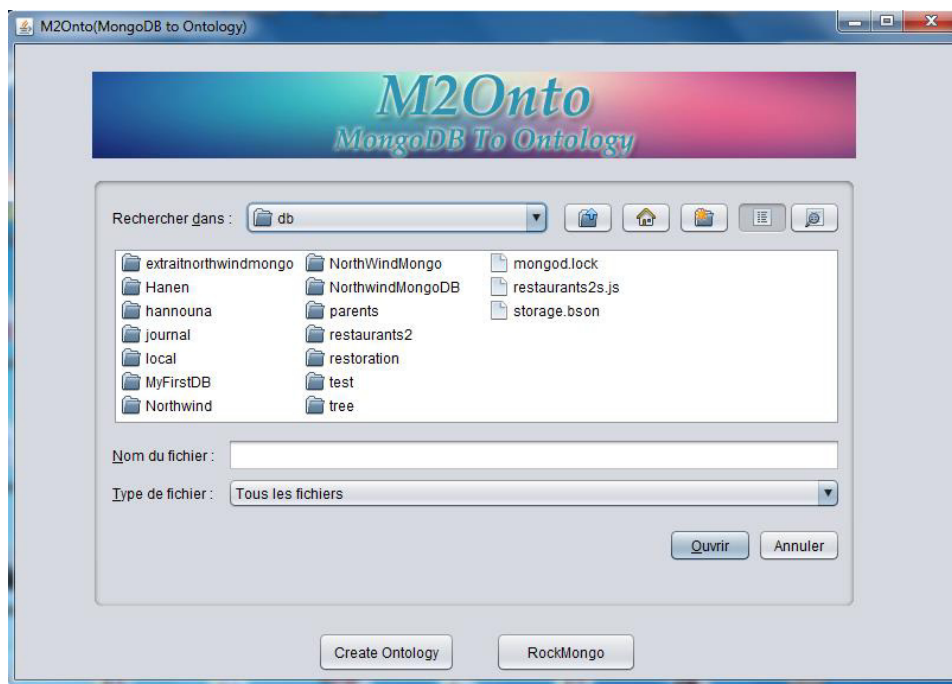 M2Onto(MongoDB to Ontology)
M2Onto
MongoDB To Ontology
Rechercher dans :
db
extraitnorthwindmongo
Hanen
hannouna
journal
local
MyFirstDB
Northwind
NorthWindMongo
NorthwindMongoDB
parents
restaurants2
restoration
test
tree
mongod.lock
restaurants2s.js
storage.bson
Nom du fichier :
Type de fichier :
Tous les fichiers
Ouvrir
Annuler
Create Ontology
RockMongo